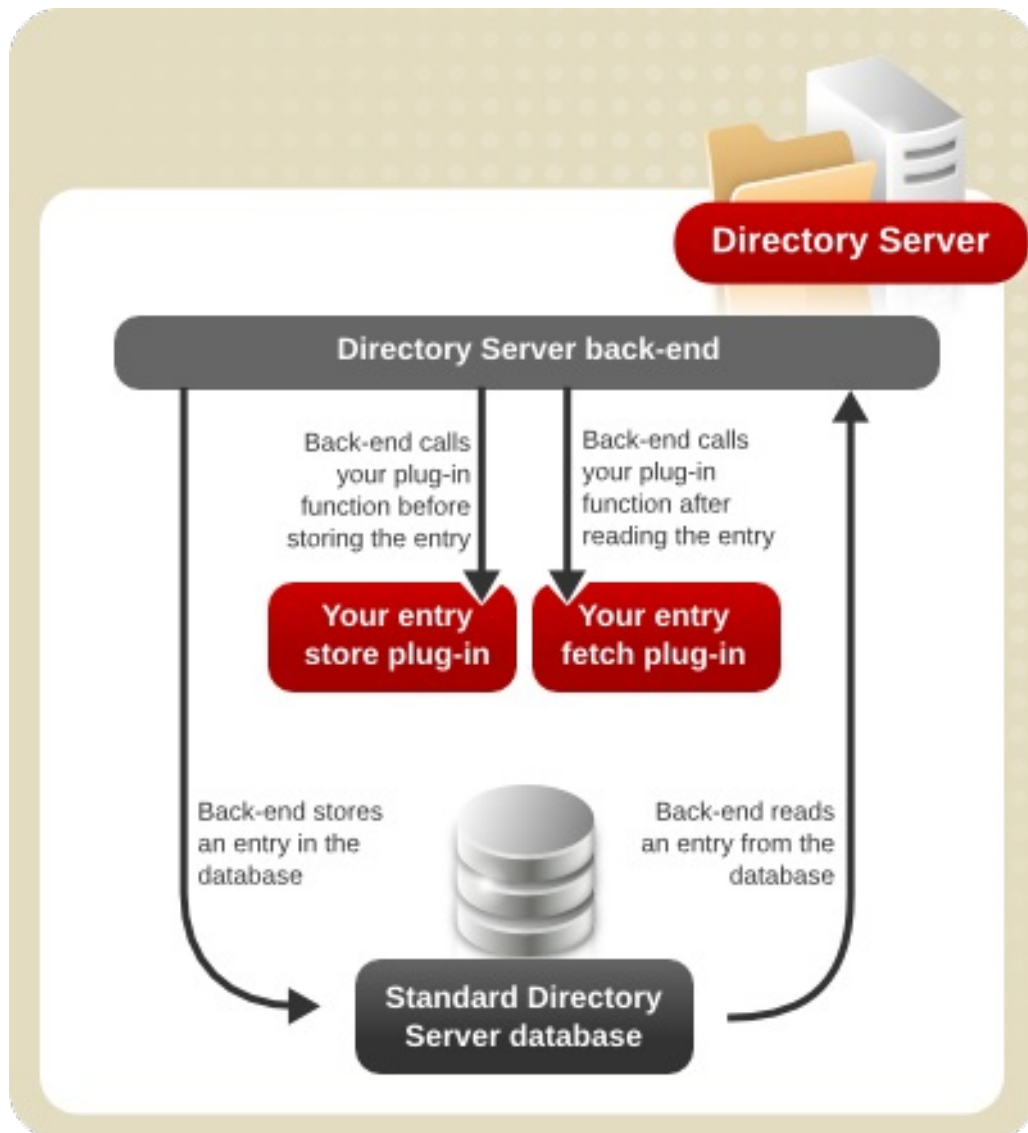 Directory Server
Directory Server back-end
Back-end calls
your plug-in
function before
storing the entry
Back-end calls
your plug-in
function after
reading the entry
Your entry
store plug-in
Your entry
fetch plug-in
Back-end stores
an entry in the
database
Back-end reads
an entry from the
database
Standard Directory
Server database